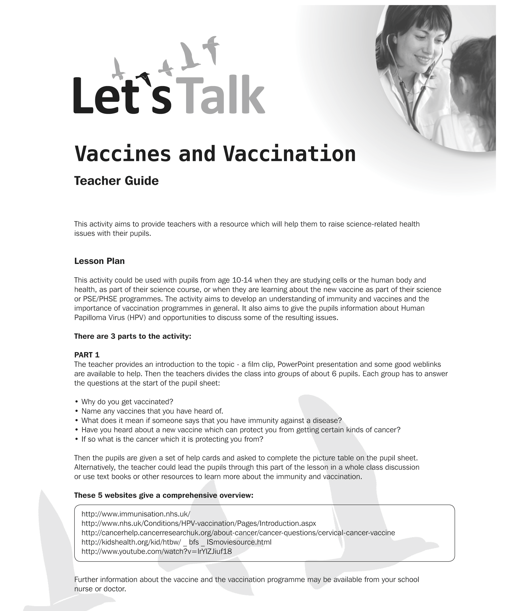 Let`s Talk
Vaccines and Vaccination
Teacher Guide
This activity aims to provide teachers with a resource which will help them to raise science-related health
issues with their pupils.
Lesson Plan
This activity could be used with pupils from age 10-14 when they are studying cells or the human body and
health, as part of their science course, or when they are learning about the new vaccine as part of their science
or PSE/PHSE programmes. The activity aims to develop an understanding of immunity and vaccines and the
importance of vaccination programmes in general. It also aims to give the pupils information about Human
Papilloma Virus (HPV) and opportunities to discuss some of the resulting issues.
There are 3 parts to the activity:
PART 1
The teacher provides an introduction to the topic - a film clip, PowerPoint presentation and some good weblinks
are available to help. Then the teachers divides the class into groups of about 6 pupils. Each group has to answer
the questions at the start of the pupil sheet:
• Why do you get vaccinated?
• Name any vaccines that you have heard of.
• What does it mean if someone says that you have immunity against a disease?
• Have you heard about a new vaccine which can protect you from getting certain kinds of cancer?
• If so what is the cancer which it is protecting you from?
Then the pupils are given a set of help cards and asked to complete the picture table on the pupil sheet.
Alternatively, the teacher could lead the pupils through this part of the lesson in a whole class discussion
or use text books or other resources to learn more about the immunity and vaccination.
These 5 websites give a comprehensive overview:
http://www.immunisation.nhs.uk/
http://www.nhs.uk/Conditions/HPV-vaccination/Pages/Introduction.aspx
http://cancerhelp.cancerresearchuk.org/about-cancer/cancer-questions/cervical-cancer-vaccine
http://kidshealth.org/kid/htbw/ _ bfs _ ISmoviesource.html
Further information about the vaccine and the vaccination programme may be available from your school
nurse or doctor.